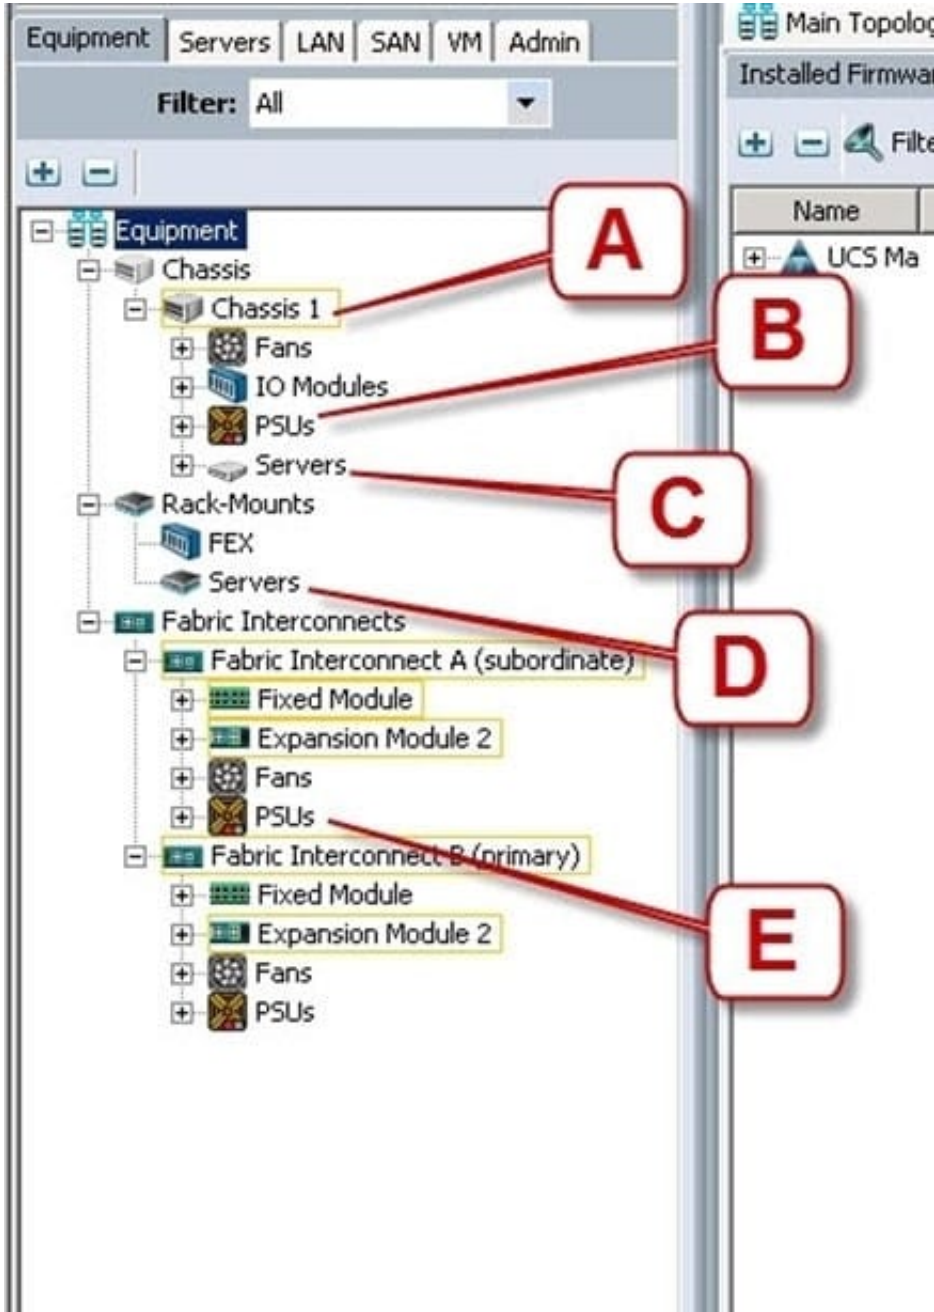 Equipment Servers LAN SAN VM Admin
Filter: All
Equipment
Chassis
Chassis 1
Fans
IO Modules
PSUs
Servers
Rack-Mounts
FEX
Servers
Fabric Interconnects
Fabric Interconnect A (subordinate)
Fixed Module
Expansion Module 2
Fans
PSUs
Fabric Interconnect B (primary)
Fixed Module
Expansion Module 2
Fans
PSUs
A
B
C
D
E
Main Topolog
Installed Firmwa
Filte
Name
UCS Ma